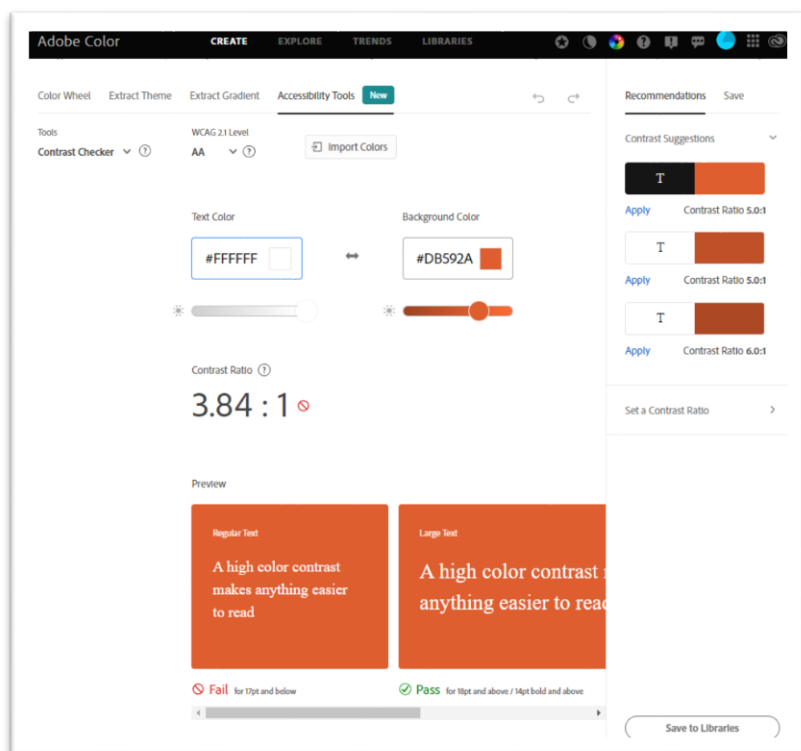 Adobe Color CREATE EXPLORE TRENDS LIBRARIES
Color Wheel Extract Theme Extract Gradient Accessibility Tools New
Tools
Contrast Checker
WCAG 2.1 Level
AA
Import Colors
Text Color
#FFFFFF
Background Color
#DB592A
Contrast Ratio
3.84 : 1
Preview
Regular Text
A high color contrast
makes anything easier
to read
Fail for 17pt and below
Large Text
A high color contrast
anything easier to read
Pass for 18pt and above / 14pt bold and above
Recommendations Save
Contrast Suggestions
T
Apply Contrast Ratio 5.0:1
T
Apply Contrast Ratio 5.0:1
T
Apply Contrast Ratio 6.0:1
Set a Contrast Ratio
Save to Libraries